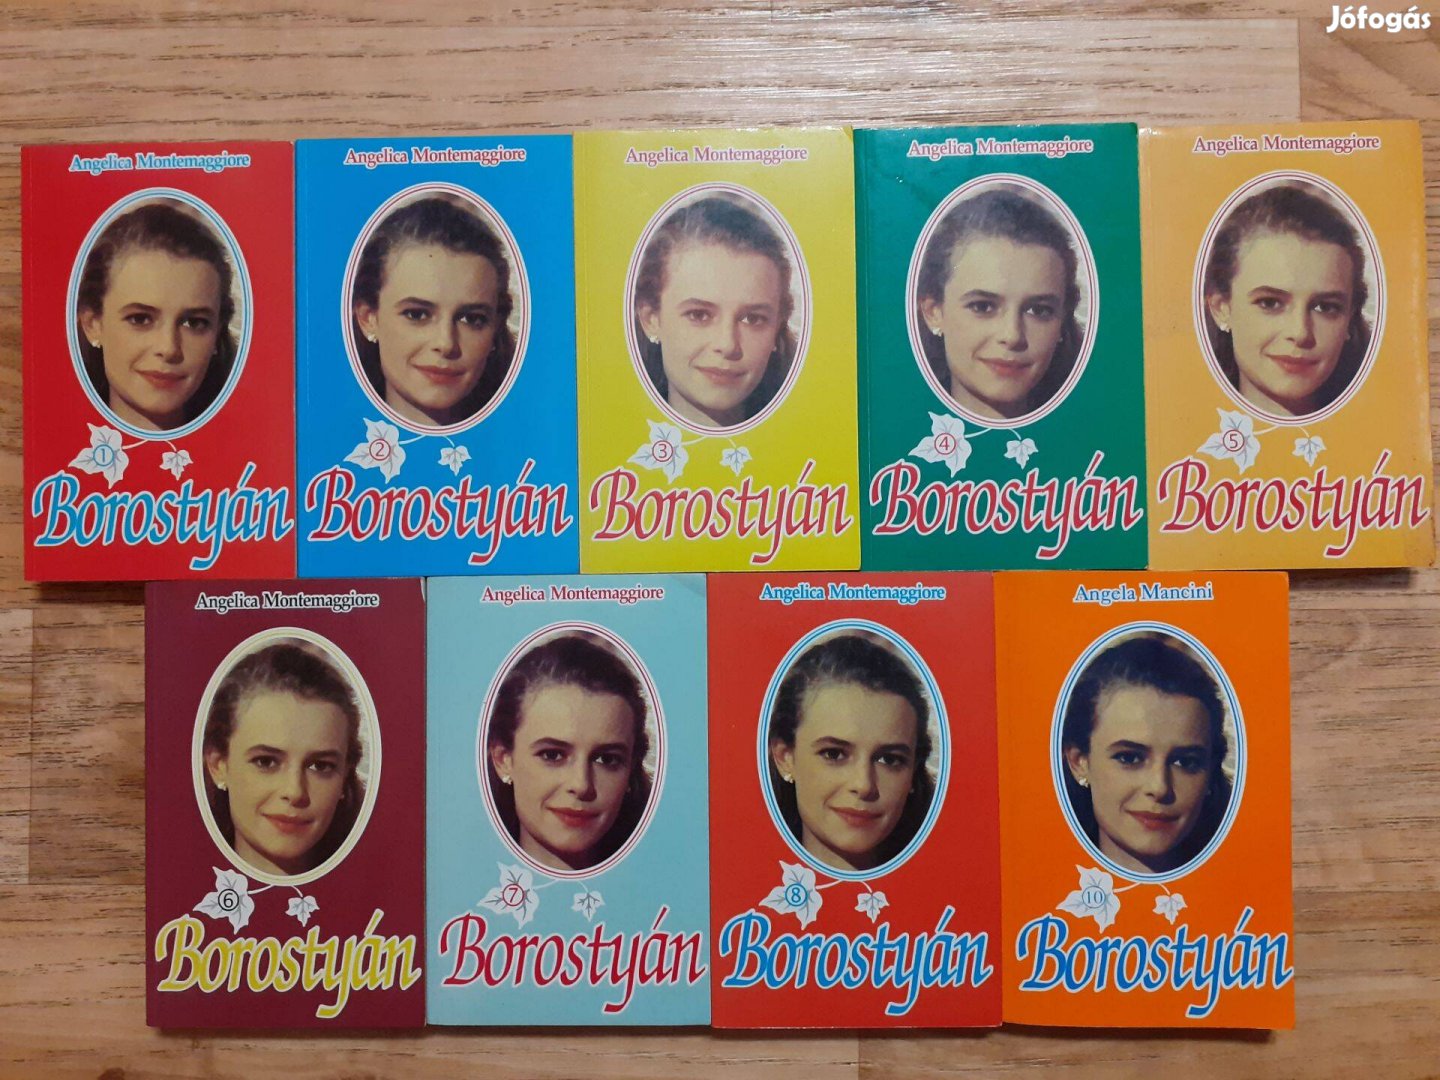 Jófogás
Angelica Montemaggiore
1
Borostyán
Angelica Montemaggiore
2
Borostyán
Angelica Montemaggiore
3
Borostyán
Angelica Montemaggiore
4
Borostyán
Angelica Montemaggiore
5
Borostyán
Angelica Montemaggiore
6
Borostyán
Angelica Montemaggiore
7
Borostyán
Angelica Montemaggiore
8
Borostyán
Angela Mancini
10
Borostyán